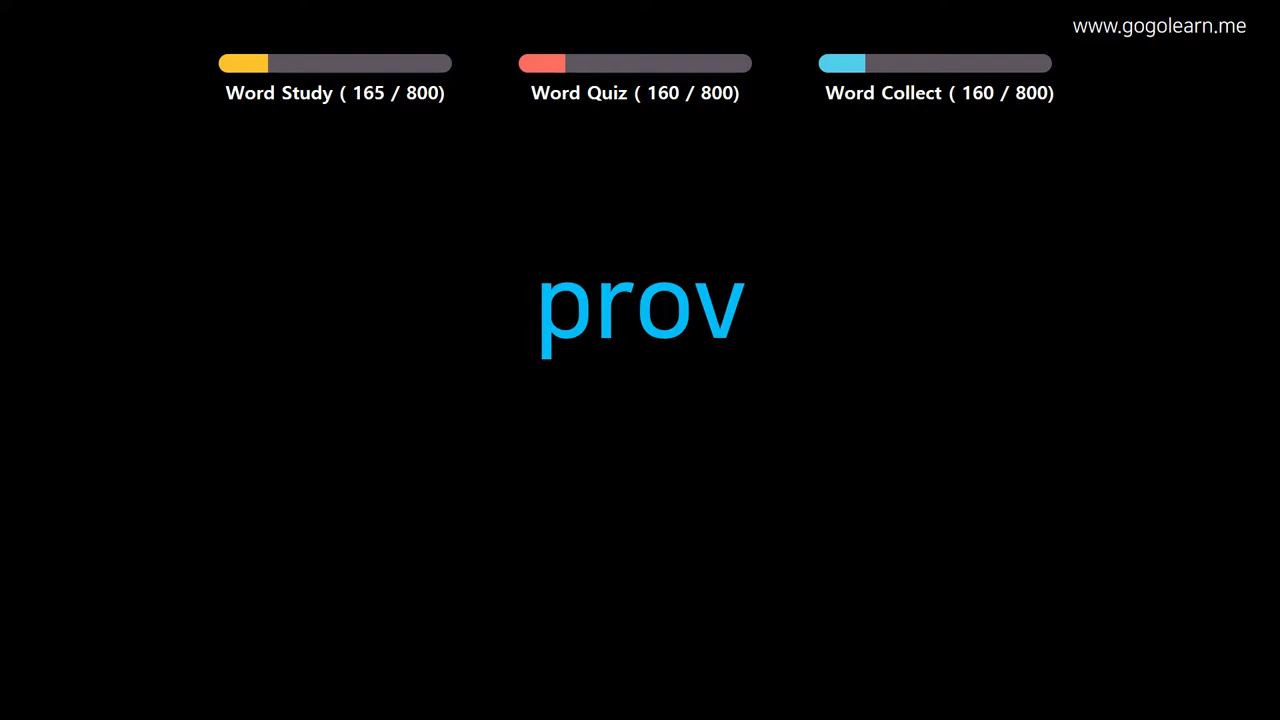 www.gogolearn.me
Word Study ( 165 / 800)
Word Quiz ( 160 / 800)
Word Collect ( 160 / 800)
prov